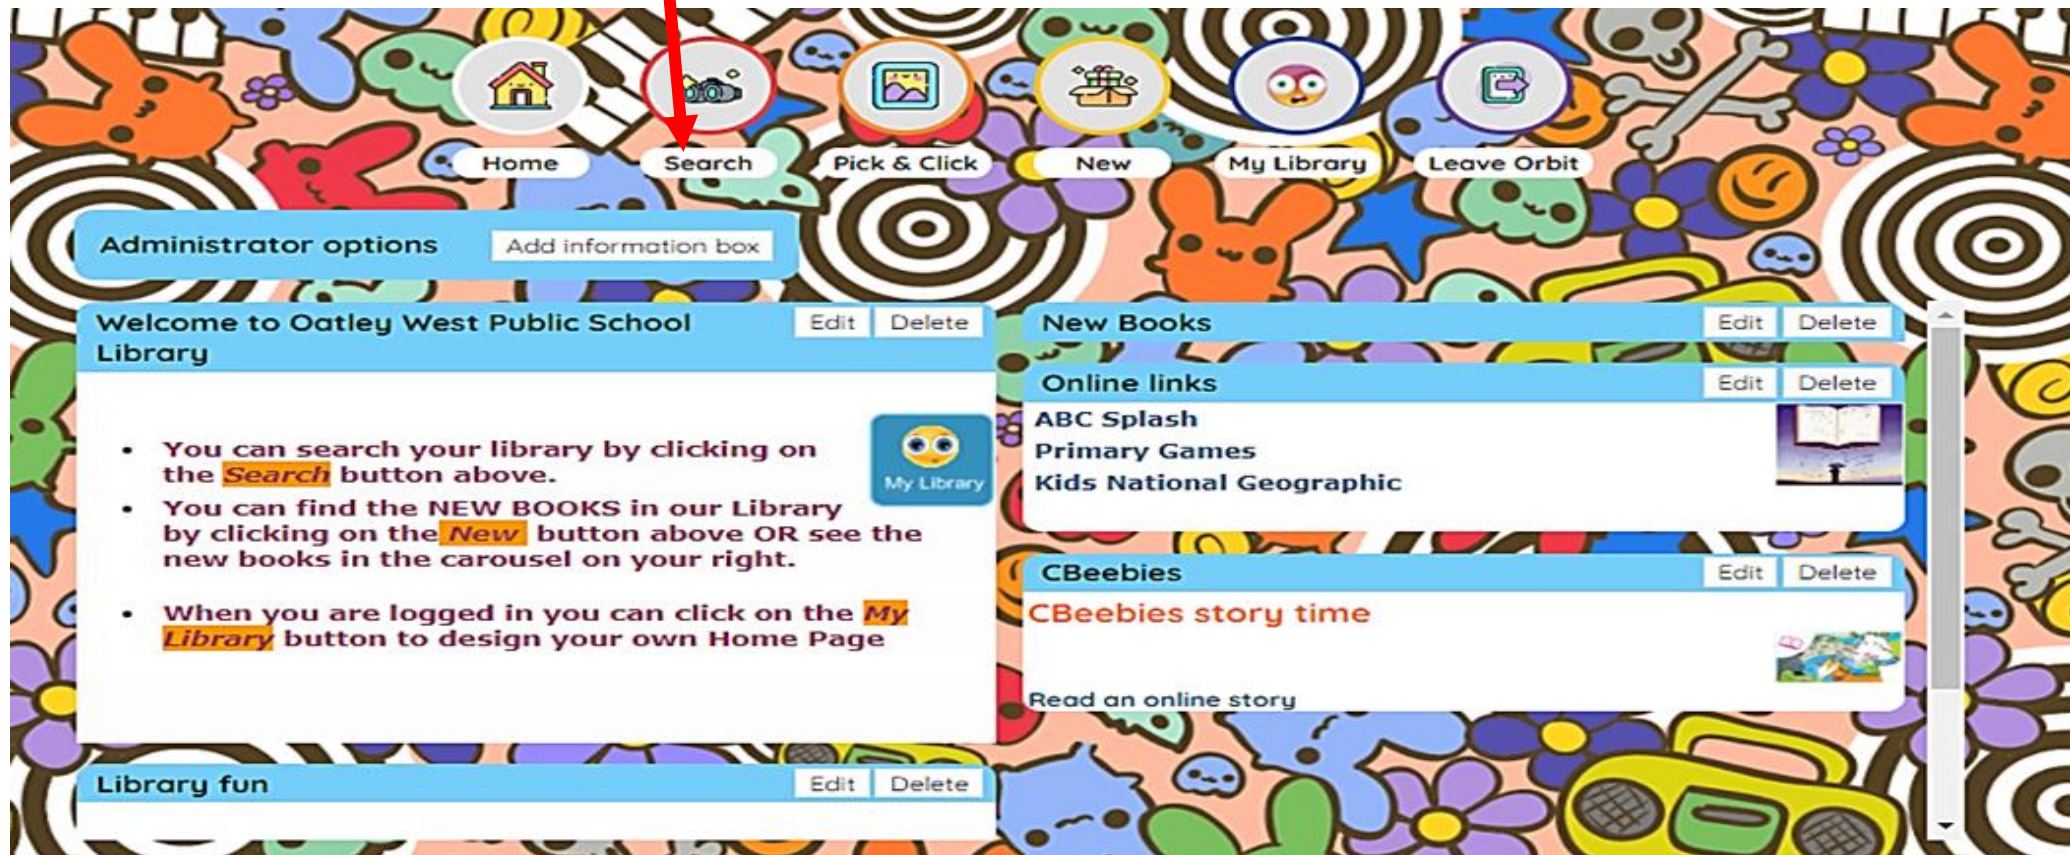 Home Search Pick & Click New My Library Leave Orbit
Administrator options Add information box
Welcome to Oatley West Public School
Library
Edit Delete
• You can search your library by clicking on
the Search button above.
• You can find the NEW BOOKS in our Library
by clicking on the New button above OR see the
new books in the carousel on your right.
• When you are logged in you can click on the My
Library button to design your own Home Page
My Library
Library fun Edit Delete
New Books Edit Delete
Online links Edit Delete
ABC Splash
Primary Games
Kids National Geographic
CBeebies Edit Delete
CBeebies story time
Read an online story